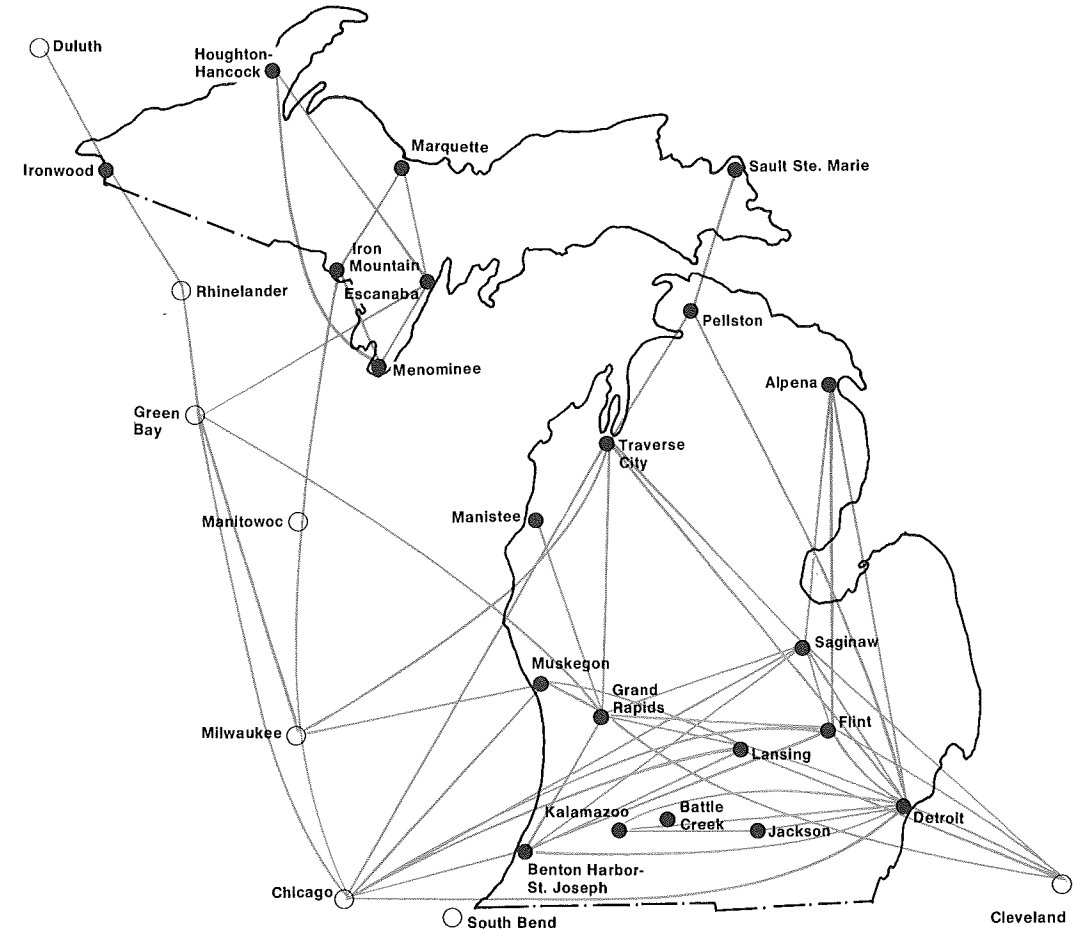 Duluth
Houghton-
Hancock
Marquette
Ironwood
Sault Ste. Marie
Iron
Mountain
Escanaba
Rhinelander
Pellston
Menominee
Alpena
Green
Bay
Traverse
City
Manistee
Manitowoc
Saginaw
Muskegon
Grand
Rapids
Flint
Milwaukee
Lansing
Kalamazoo
Battle
Creek
Detroit
Jackson
Benton Harbor-
St. Joseph
Chicago
South Bend
Cleveland